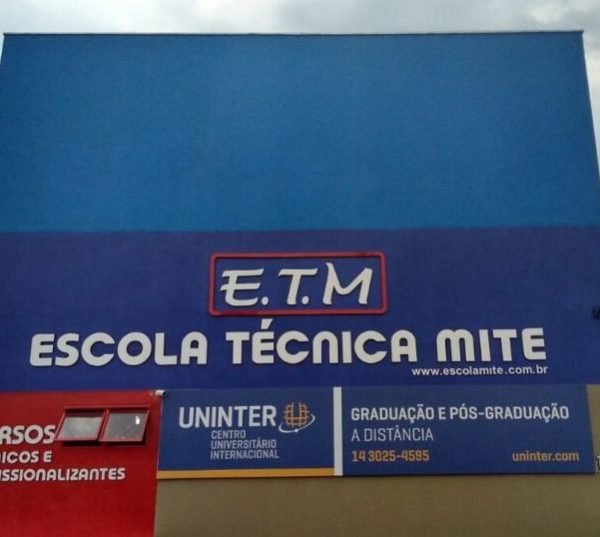 E.T.M
ESCOLA TÉCNICA MITE
www.escolamite.com.br
RSOS
ICOS E
ISSIONALIZANTES
UNINTER
CENTRO
UNIVERSITÁRIO
INTERNACIONAL
GRADUAÇÃO E PÓS-GRADUAÇÃO
A DISTÂNCIA
14 3025-4595
uninter.com